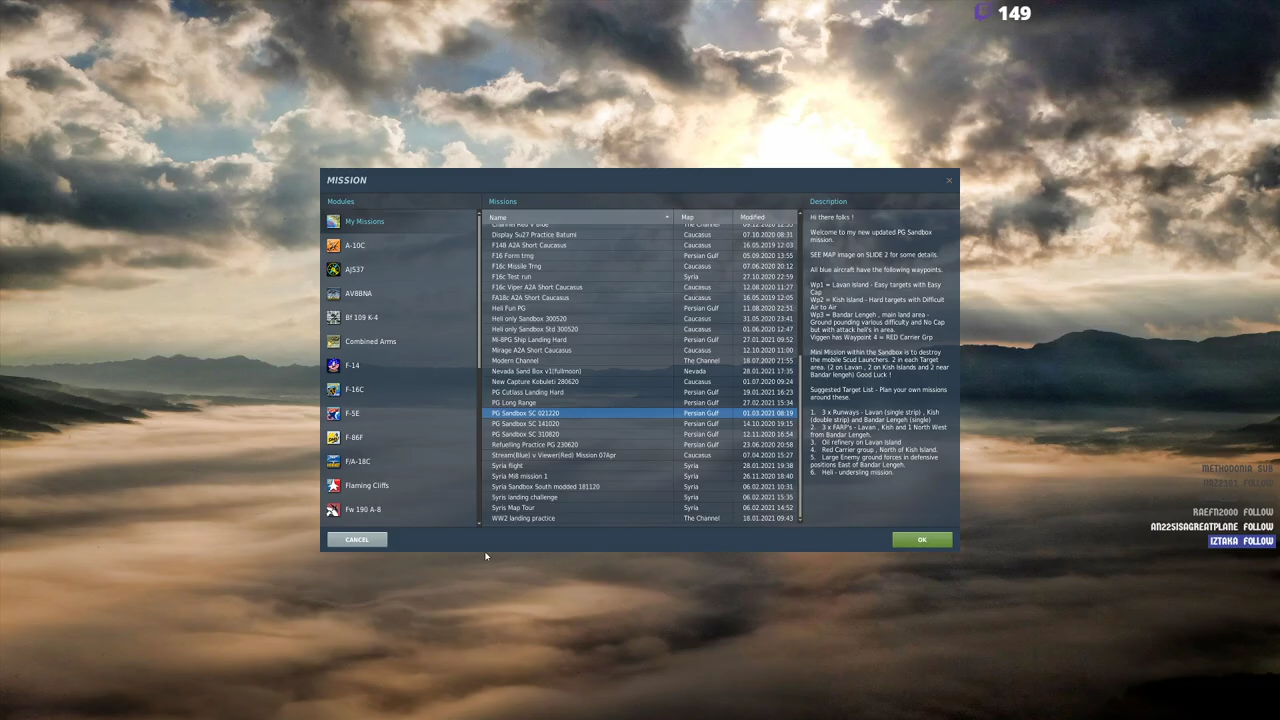 149
MISSION
Modules
Missions
Description
My Missions
A-10C
AJS37
AV8BNA
Bf 109 K-4
Combined Arms
F-14
F-16C
F-5E
F-86F
F/A-18C
Flaming Cliffs
Fw 190 A-8
Name Map Modified
Display Su27 Practice Batumi Caucasus 07.10.2020 08:31
F14B A2A Short Caucasus Caucasus 16.05.2019 12:03
F16 Form trng Persian Gulf 05.09.2020 13:55
F16c Missile Trng Caucasus 07.06.2020 20:12
F16c Test run Syria 27.10.2020 22:59
F16c Viper A2A Short Caucasus Caucasus 12.08.2020 11:27
FA18c A2A Short Caucasus Caucasus 16.05.2019 12:05
Heli Fun PG Persian Gulf 11.08.2020 22:51
Heli only Sandbox 300520 Caucasus 31.05.2020 23:41
Heli only Sandbox Std 300520 Caucasus 01.06.2020 12:47
Mi-8PG Ship Landing Hard Persian Gulf 27.01.2021 09:52
Mirage A2A Short Caucasus Caucasus 12.10.2020 11:00
Modern Channel The Channel 18.07.2020 21:55
Nevada Sand Box v1(fullmoon) Nevada 28.01.2021 17:35
New Capture Kobuleti 280620 Caucasus 01.07.2020 09:24
PG Cutlass Landing Hard Persian Gulf 19.01.2021 16:23
PG Long Range Persian Gulf 27.02.2021 15:34
PG Sandbox SC 021220 Persian Gulf 01.03.2021 08:19
PG Sandbox SC 141020 Persian Gulf 14.10.2020 19:15
PG Sandbox SC 310820 Persian Gulf 12.11.2020 16:54
Refuelling Practice PG 230620 Persian Gulf 23.06.2020 20:58
Stream(Blue) v Viewer(Red) Mission 07Apr Caucasus 07.04.2020 15:27
Syria flight Syria 28.01.2021 19:38
Syria Mi8 mission 1 Syria 26.11.2020 18:40
Syria Sandbox South modded 181120 Syria 06.02.2021 10:31
Syris landing challenge Syria 06.02.2021 15:35
Syris Map Tour Syria 06.02.2021 14:52
WW2 landing practice The Channel 18.01.2021 09:43
Hi there folks !
Welcome to my new updated PG Sandbox
mission.
SEE MAP image on SLIDE 2 for some details.
All blue aircraft have the following waypoints.
Wp1 = Lavan island - Easy targets with Easy
Cap
Wp2 = Kish Island - Hard targets with Difficult
Air to Air
Wp3 = Bandar Lengeh , main land area -
Ground pounding various difficulty and No Cap
but with attack heli's in area.
Viggen has Waypoint 4 = RED Carrier Grp
Mini Mission within the Sandbox is to destroy
the mobile Scud Launchers. 2 in each Target
area. (2 on Lavan , 2 on Kish Islands and 2 near
Bandar lengeh) Good Luck !
Suggested Target List - Plan your own missions
around these.
1. 3 x Runways - Lavan (single strip) , Kish
(double strip) and Bandar Lengeh (single)
2. 3 x FARP's - Lavan , Kish and 1 North West
from Bandar Lengeh.
3. Oil refinery on Lavan Island
4. Red Carrier group , North of Kish Island.
5. Large Enemy ground forces in defensive
positions East of Bandar Lengeh.
6. Heli - undersling mission.
CANCEL
OK
METHODONIA SUB
RAEFN2000 FOLLOW
AN22SISAGREATPLANE FOLLOW
IZTAKA FOLLOW